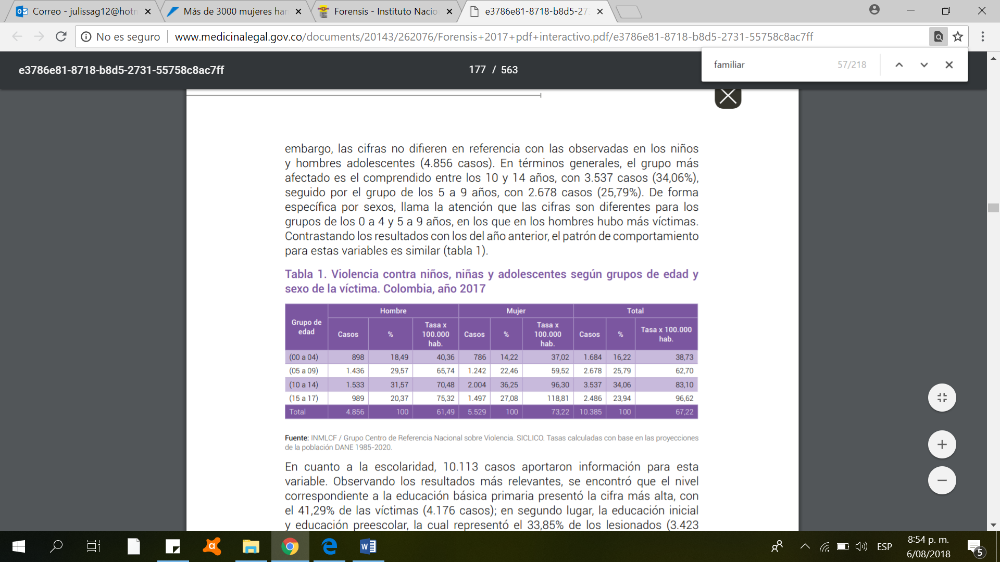 Correo - julissag12@hotm
Más de 3000 mujeres han
Forensis - Instituto Nacio
e3786e81-8718-b8d5-27
No es seguro
www.medicinalegal.gov.co/documents/20143/262076/Forensis+2017+pdf+interactivo.pdf/e3786e81-8718-b8d5-2731-55758c8ac7ff
familiar 57/218
e3786e81-8718-b8d5-2731-55758c8ac7ff
177 / 563
embargo, las cifras no difieren en referencia con las observadas en los niños
y hombres adolescentes (4.856 casos). En términos generales, el grupo más
afectado es el comprendido entre los 10 y 14 años, con 3.537 casos (34,06%),
seguido por el grupo de los 5 a 9 años, con 2.678 casos (25,79%). De forma
específica por sexos, llama la atención que las cifras son diferentes para los
grupos de los 0 a 4 y 5 a 9 años, en los que en los hombres hubo más víctimas.
Contrastando los resultados con los del año anterior, el patrón de comportamiento
para estas variables es similar (tabla 1).
Tabla 1. Violencia contra niños, niñas y adolescentes según grupos de edad y
sexo de la víctima. Colombia, año 2017
Grupo de edad Hombre Mujer Total
Casos % Tasa x 100.000 hab. Casos % Tasa x 100.000 hab. Casos % Tasa x 100.000 hab.
(00 a 04) 898 18,49 40,36 786 14,22 37,02 1.684 16,22 38,73
(05 a 09) 1.436 29,57 65,74 1.242 22,46 59,52 2.678 25,79 62,70
(10 a 14) 1.533 31,57 70,48 2.004 36,25 96,30 3.537 34,06 83,10
(15 a 17) 989 20,37 75,32 1.497 27,08 118,81 2.486 23,94 96,62
Total 4.856 100 61,49 5.529 100 73,22 10.385 100 67,22
Fuente: INMLCF / Grupo Centro de Referencia Nacional sobre Violencia. SICLICO. Tasas calculadas con base en las proyecciones
de la población DANE 1985-2020.
En cuanto a la escolaridad, 10.113 casos aportaron información para esta
variable. Observando los resultados más relevantes, se encontró que el nivel
correspondiente a la educación básica primaria presentó la cifra más alta, con
el 41,29% de las víctimas (4.176 casos); en segundo lugar, la educación inicial
y educación preescolar, la cual representó el 33,85% de los lesionados (3.423
ESP
8:54 p. m.
6/08/2018
5